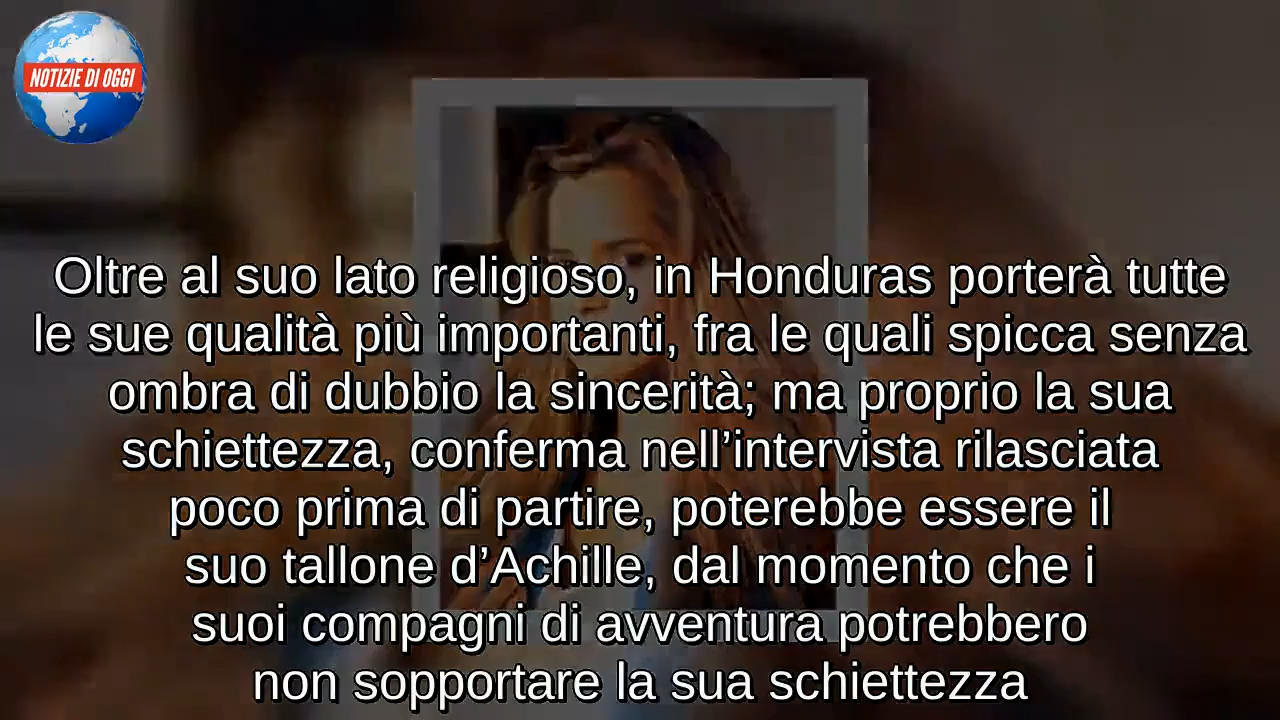 NOTIZIE DI OGGI
Oltre al suo lato religioso, in Honduras porterà tutte
le sue qualità più importanti, fra le quali spicca senza
ombra di dubbio la sincerità; ma proprio la sua
schiettezza, conferma nell’intervista rilasciata
poco prima di partire, poterebbe essere il
suo tallone d’Achille, dal momento che i
suoi compagni di avventura potrebbero
non sopportare la sua schiettezza